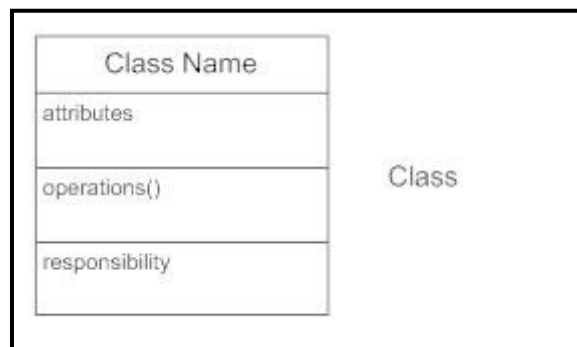 Class Name
attributes
operations()
responsibility
Class